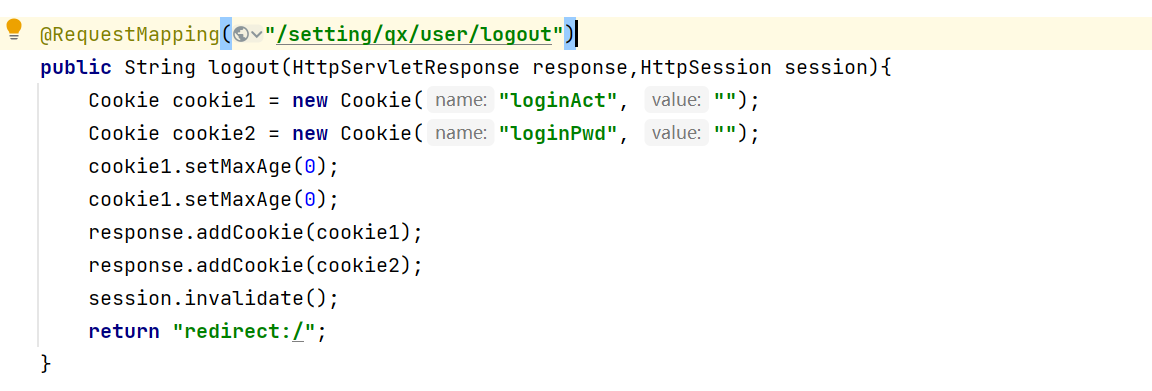 @RequestMapping("/setting/qx/user/logout")
public String logout(HttpServletResponse response,HttpSession session){
Cookie cookie1 = new Cookie( name: "loginAct", value: "");
Cookie cookie2 = new Cookie( name: "loginPwd", value: "");
cookie1.setMaxAge(0);
cookie1.setMaxAge(0);
response.addCookie(cookie1);
response.addCookie(cookie2);
session.invalidate();
return "redirect:/";
}